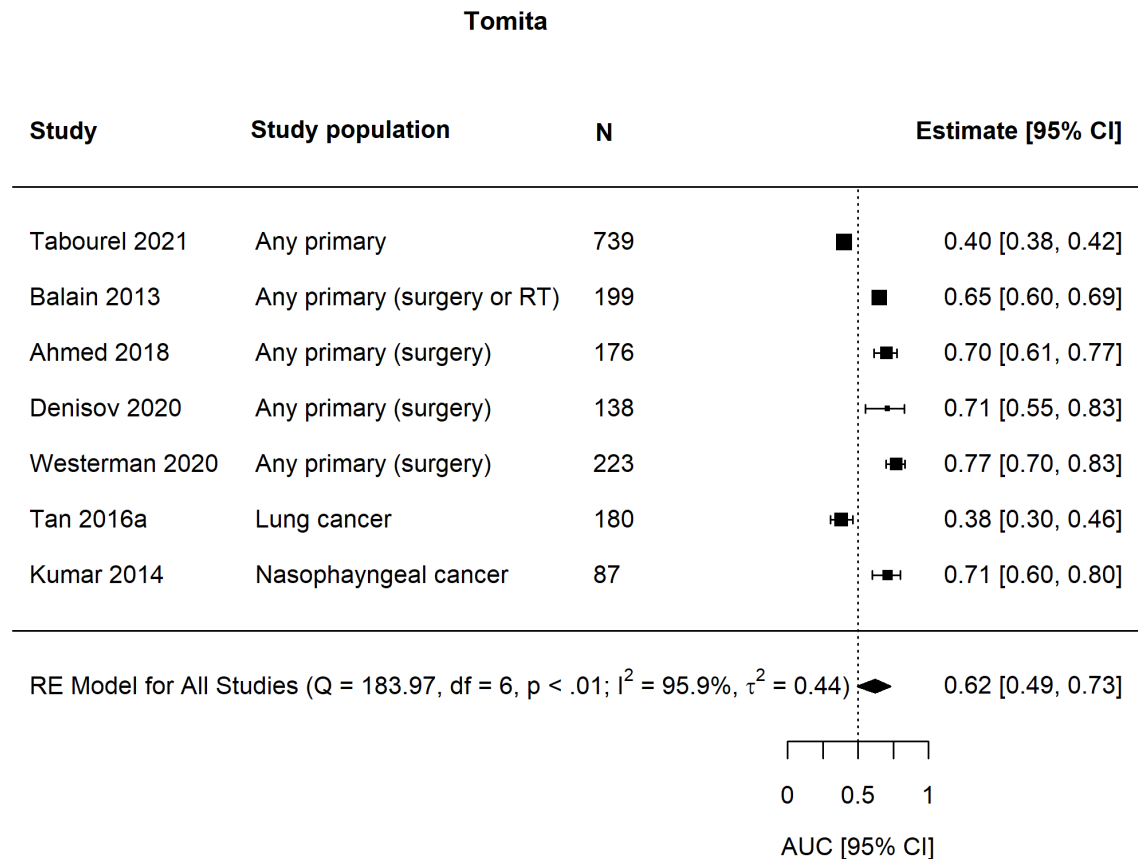 Tomita
Study Study population N Estimate [95% CI]
Tabourel 2021 Any primary 739 0.40 [0.38, 0.42]
Balain 2013 Any primary (surgery or RT) 199 0.65 [0.60, 0.69]
Ahmed 2018 Any primary (surgery) 176 0.70 [0.61, 0.77]
Denisov 2020 Any primary (surgery) 138 0.71 [0.55, 0.83]
Westerman 2020 Any primary (surgery) 223 0.77 [0.70, 0.83]
Tan 2016a Lung cancer 180 0.38 [0.30, 0.46]
Kumar 2014 Nasophayngeal cancer 87 0.71 [0.60, 0.80]
RE Model for All Studies (Q = 183.97, df = 6, p < .01; I² = 95.9%, τ² = 0.44) 0.62 [0.49, 0.73]
0 0.5 1
AUC [95% CI]